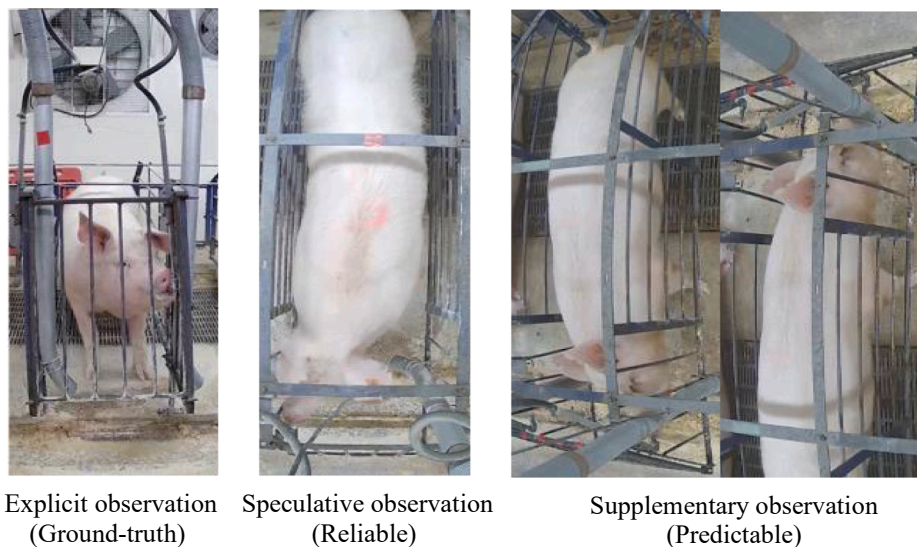 Explicit observation
(Ground-truth)
Speculative observation
(Reliable)
Supplementary observation
(Predictable)